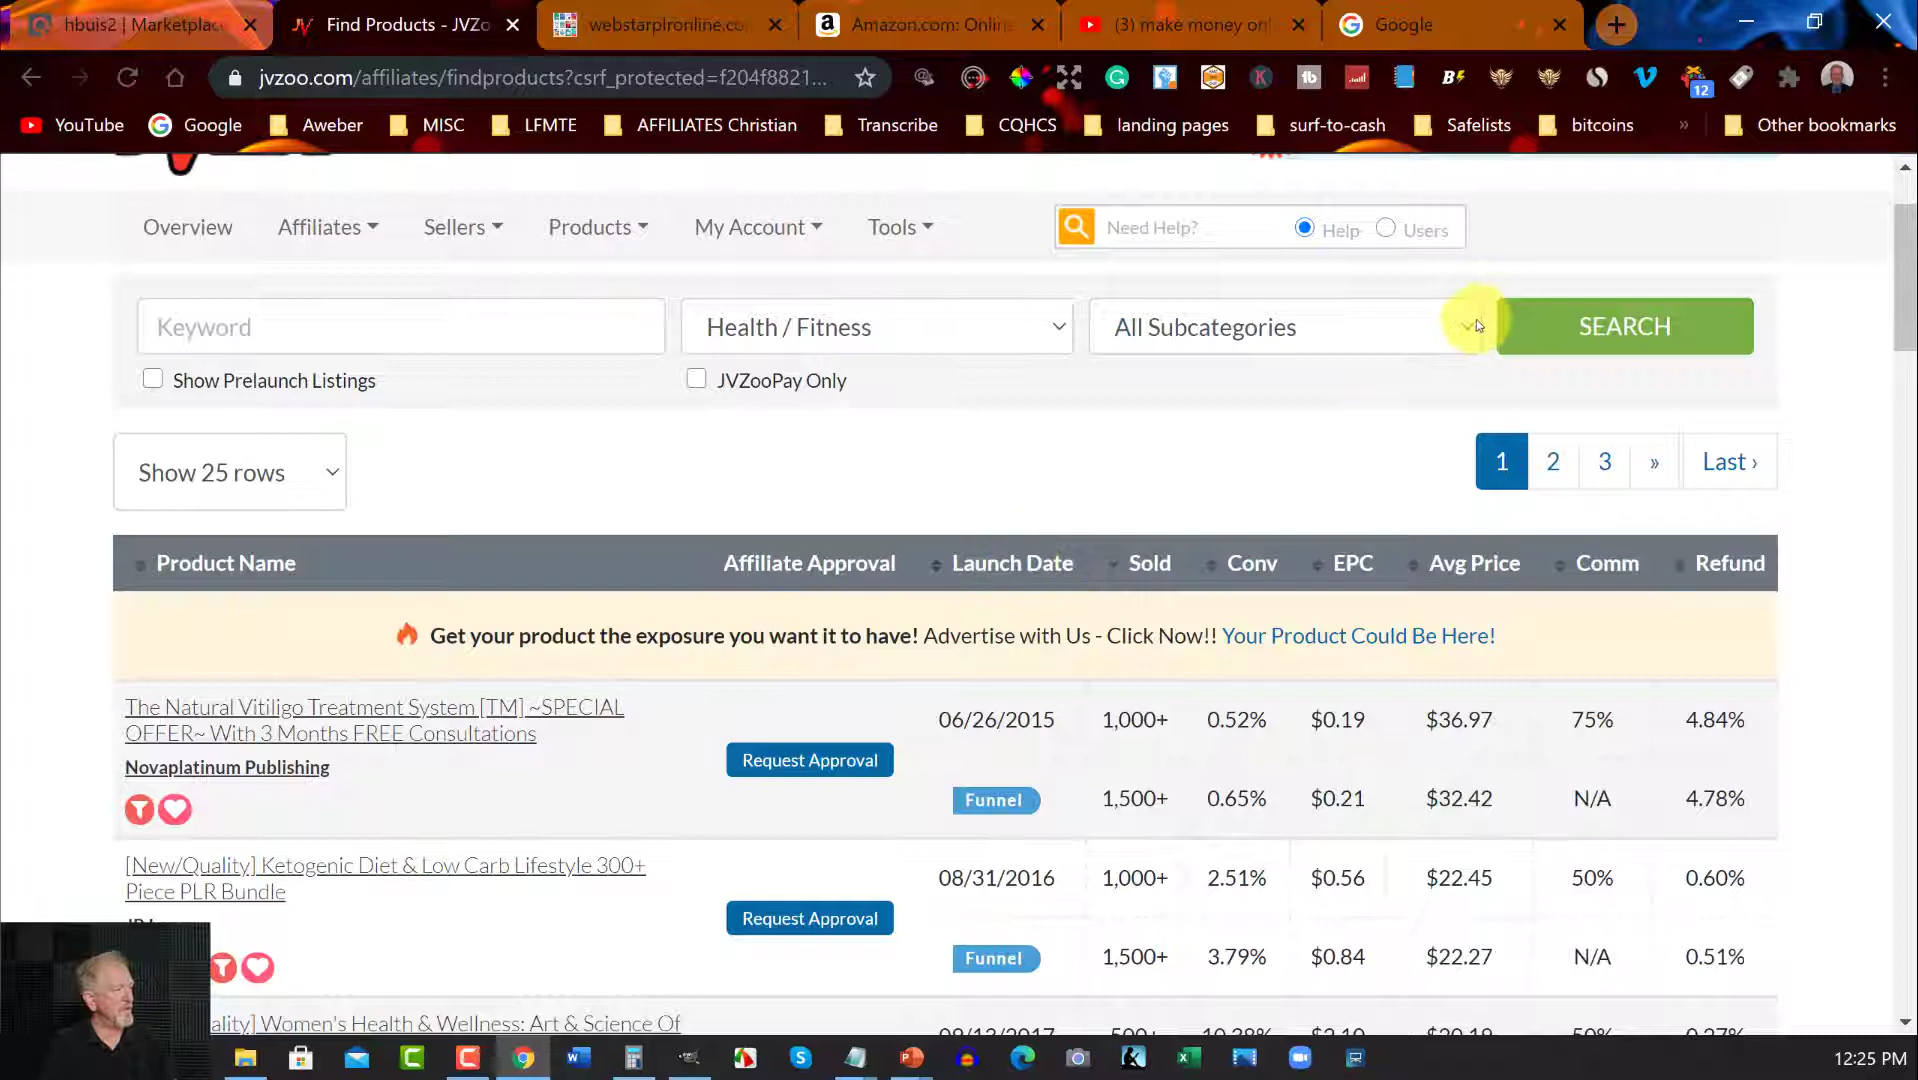 hbuis2 | Marketplac
Find Products - JVZo
webstarplronline.co
Amazon.com: Onlin
(3) make money on
Google
jvzoo.com/affiliates/findproducts?csrf_protected=f204f8821...
12
YouTube
Google
Aweber
MISC
LFMTE
AFFILIATES Christian
Transcribe
CQHCS
landing pages
surf-to-cash
Safelists
bitcoins
»
Other bookmarks
Overview
Affiliates
Sellers
Products
My Account
Tools
Need Help?
Help
Users
Keyword
Health / Fitness
All Subcategories
SEARCH
Show Prelaunch Listings
JVZooPay Only
Show 25 rows
1 2 3 » Last ›
Product Name Affiliate Approval Launch Date Sold Conv EPC Avg Price Comm Refund
Get your product the exposure you want it to have! Advertise with Us - Click Now!! Your Product Could Be Here!
The Natural Vitiligo Treatment System [TM] ~SPECIAL
OFFER~ With 3 Months FREE Consultations
Novaplatinum Publishing
Request Approval
06/26/2015 1,000+ 0.52% $0.19 $36.97 75% 4.84%
Funnel 1,500+ 0.65% $0.21 $32.42 N/A 4.78%
[New/Quality] Ketogenic Diet & Low Carb Lifestyle 300+
Piece PLR Bundle
Request Approval
08/31/2016 1,000+ 2.51% $0.56 $22.45 50% 0.60%
Funnel 1,500+ 3.79% $0.84 $22.27 N/A 0.51%
ality] Women's Health & Wellness: Art & Science Of
12:25 PM